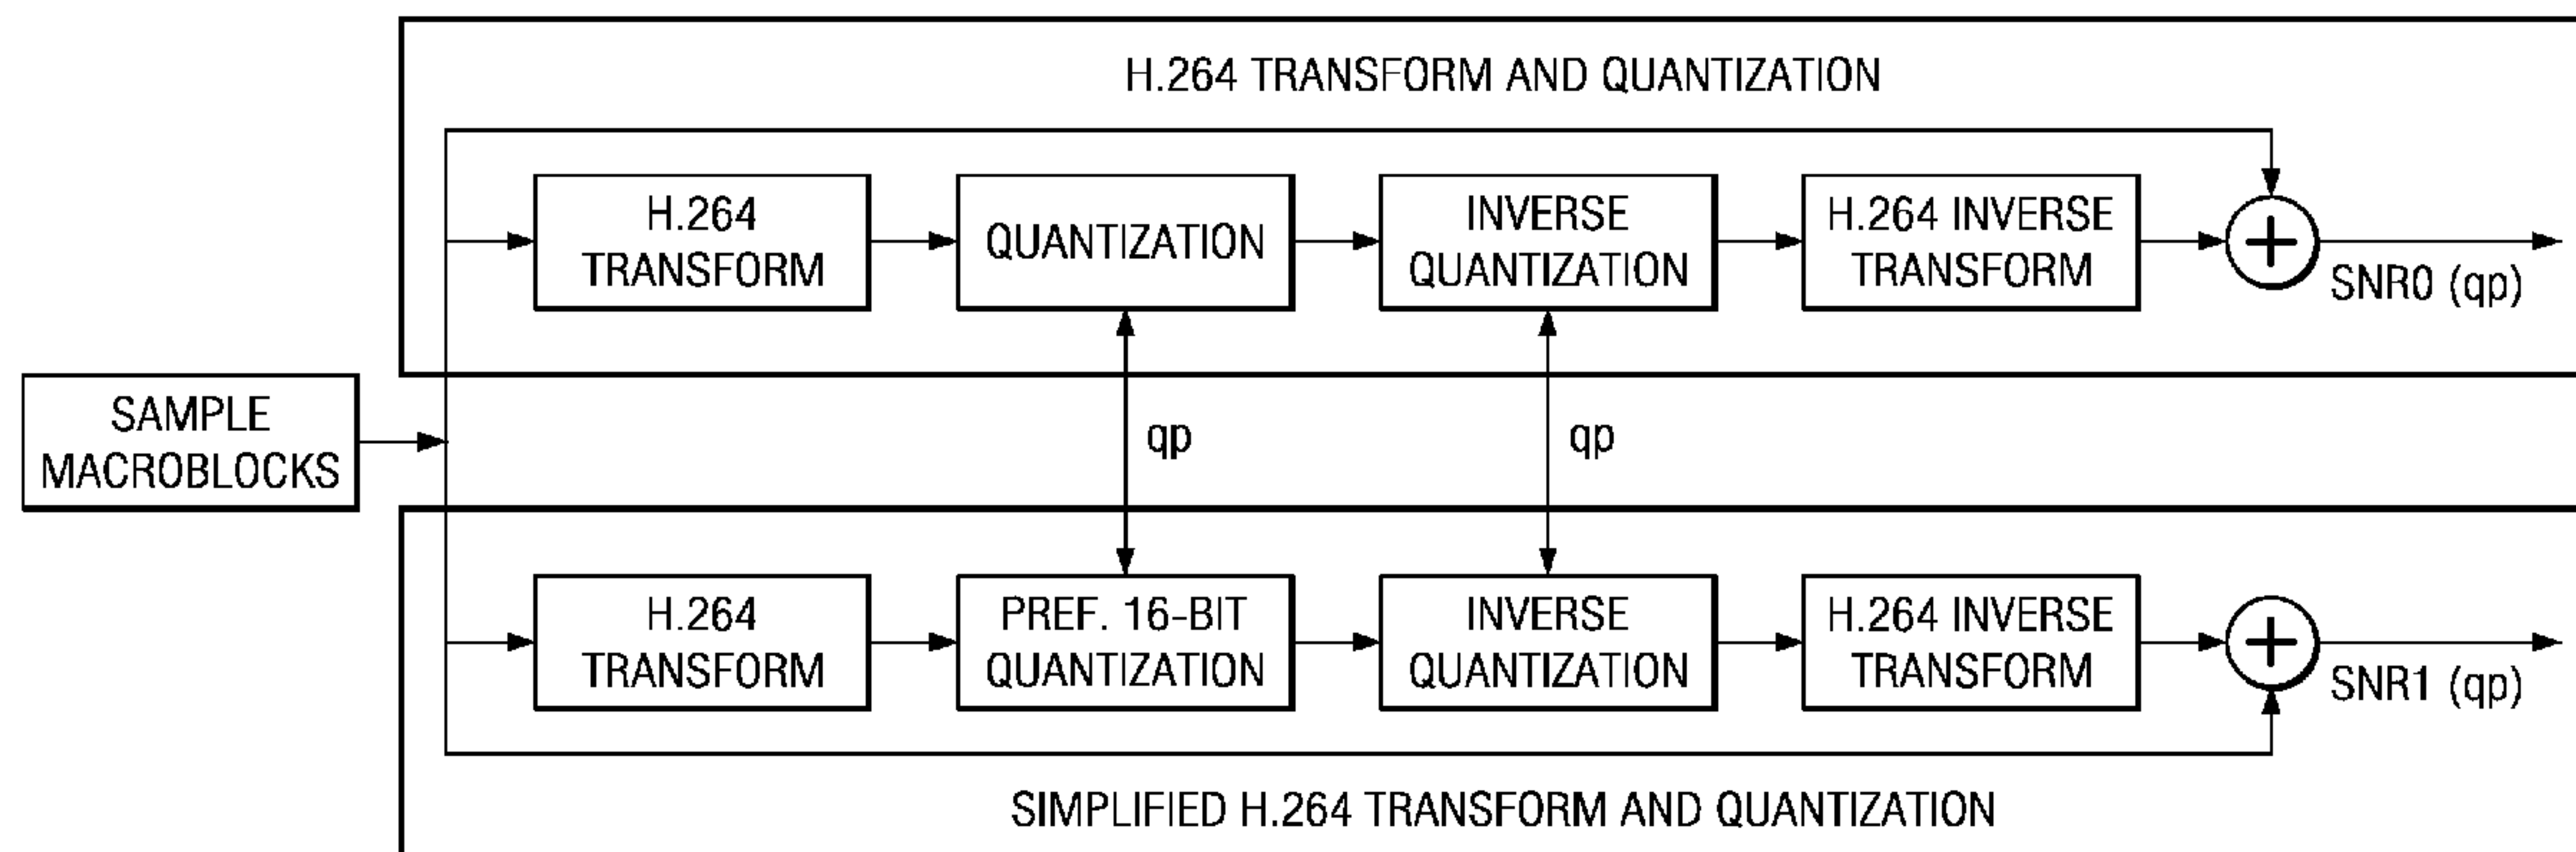 H.264 TRANSFORM AND QUANTIZATION
H.264
TRANSFORM
QUANTIZATION
INVERSE
QUANTIZATION
H.264 INVERSE
TRANSFORM
SNR0 (qp)
SAMPLE
MACROBLOCKS
qp
qp
H.264
TRANSFORM
PREF. 16-BIT
QUANTIZATION
INVERSE
QUANTIZATION
H.264 INVERSE
TRANSFORM
SNR1 (qp)
SIMPLIFIED H.264 TRANSFORM AND QUANTIZATION